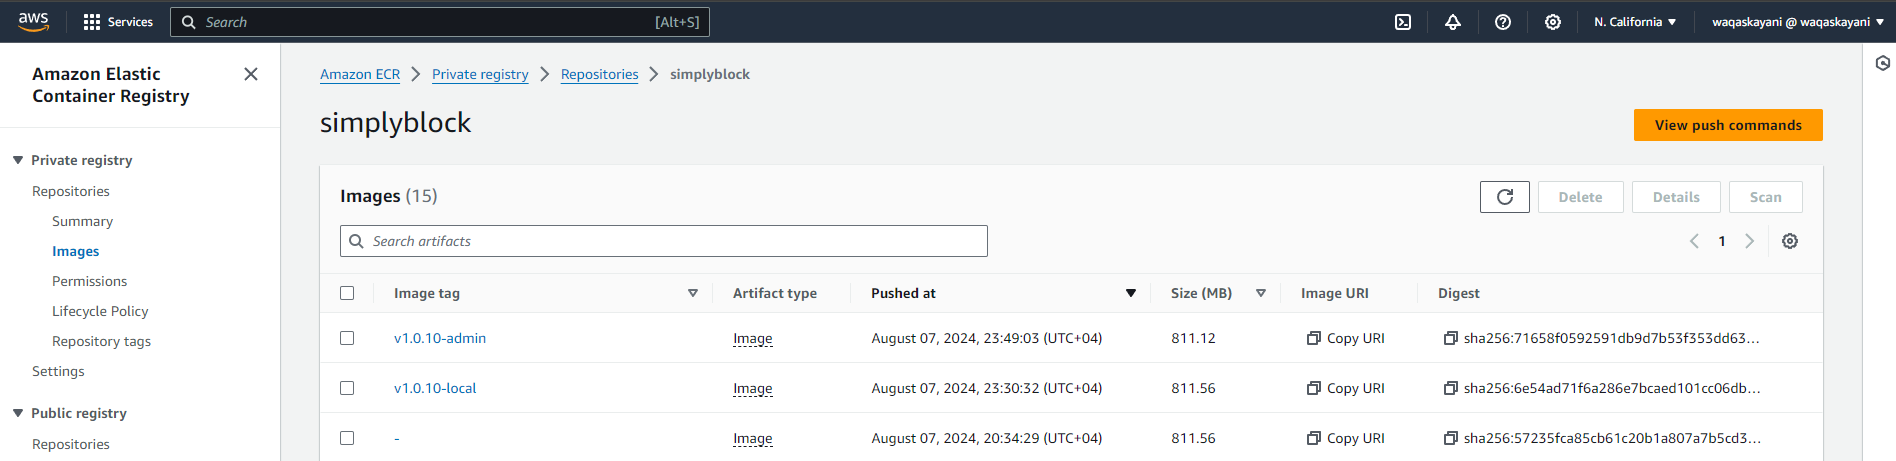 aws Services Search [Alt+S] N. California waqaskayani @ waqaskayani
Amazon Elastic
Container Registry
Private registry
Repositories
Summary
Images
Permissions
Lifecycle Policy
Repository tags
Settings
Public registry
Repositories
Amazon ECR Private registry Repositories simplyblock
simplyblock
View push commands
Images (15)
Delete Details Scan
Search artifacts
1
Image tag Artifact type Pushed at Size (MB) Image URI Digest
v1.0.10-admin Image August 07, 2024, 23:49:03 (UTC+04) 811.12 Copy URI sha256:71658f0592591db9d7b53f353dd63...
v1.0.10-local Image August 07, 2024, 23:30:32 (UTC+04) 811.56 Copy URI sha256:6e54ad71f6a286e7bcaed101cc06db...
- Image August 07, 2024, 20:34:29 (UTC+04) 811.56 Copy URI sha256:57235fca85cb61c20b1a807a7b5cd3...